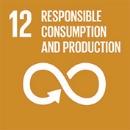 12 RESPONSIBLE
CONSUMPTION
AND PRODUCTION